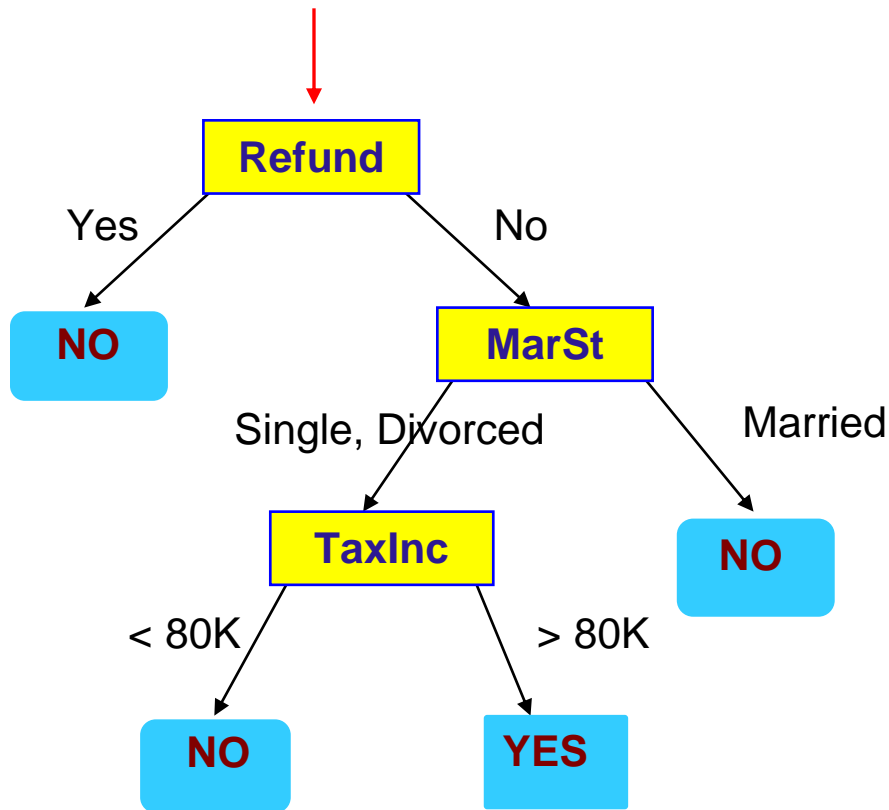 Refund
Yes
No
NO
MarSt
Single, Divorced
Married
TaxInc
NO
< 80K
> 80K
NO
YES